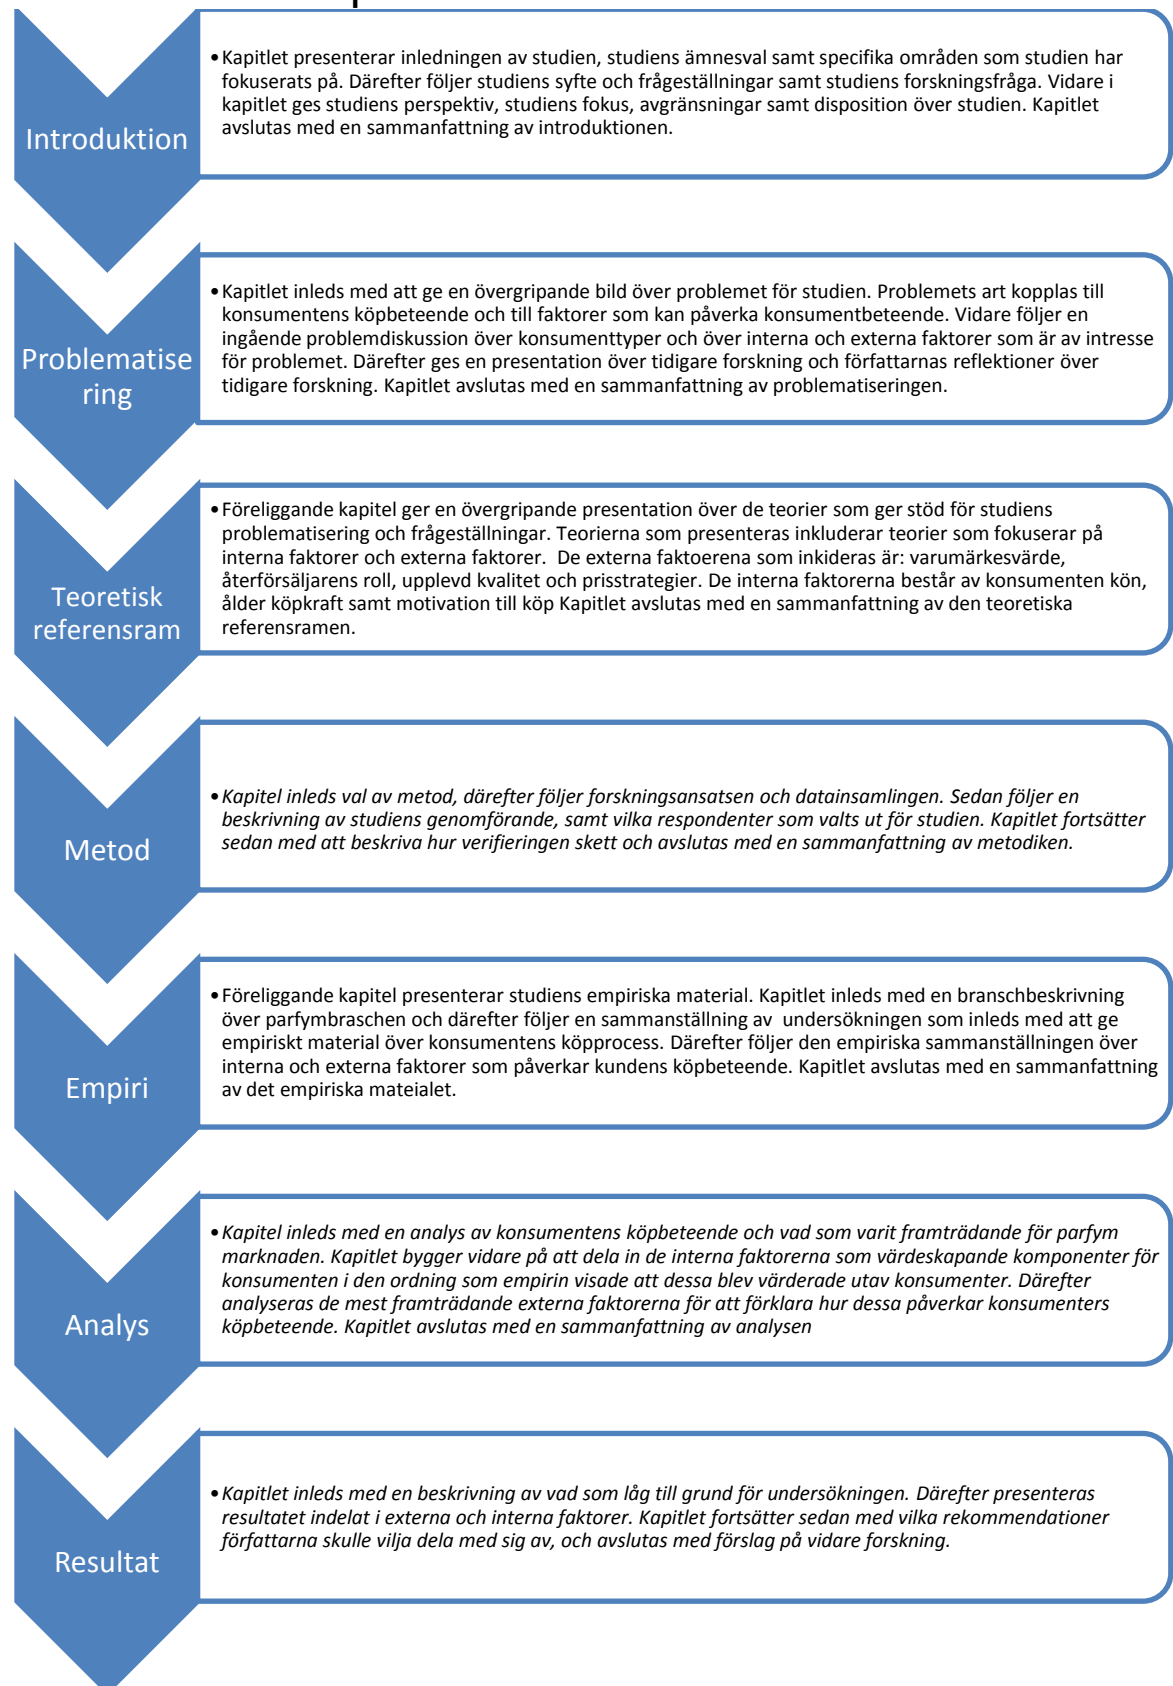 •Kapitlet presenterar inledningen av studien, studiens ämnesval samt specifika områden som studien har
fokuserats på. Därefter följer studiens syfte och frågeställningar samt studiens forskningsfråga. Vidare i
kapitlet ges studiens perspektiv, studiens fokus, avgränsningar samt disposition över studien. Kapitlet
avslutas med en sammanfattning av introduktionen.
Introduktion
•Kapitlet inleds med att ge en övergripande bild över problemet för studien. Problemets art kopplas till
konsumentens köpbeteende och till faktorer som kan påverka konsumentbeteende. Vidare följer en
ingående problemdiskussion över konsumenttyper och över interna och externa faktorer som är av intresse
för problemet. Därefter ges en presentation över tidigare forskning och författarnas reflektioner över
tidigare forskning. Kapitlet avslutas med en sammanfattning av problematiseringen.
Problematise
ring
•Föreliggande kapitel ger en övergripande presentation över de teorier som ger stöd för studiens
problematisering och frågeställningar. Teorierna som presenteras inkluderar teorier som fokuserar på
interna faktorer och externa faktorer.  De externa faktoerena som inkideras är: varumärkesvärde,
återförsäljarens roll, upplevd kvalitet och prisstrategier. De interna faktorerna består av konsumenten kön,
ålder köpkraft samt motivation till köp Kapitlet avslutas med en sammanfattning av den teoretiska
referensramen.
Teoretisk
referensram
•Kapitel inleds val av metod, därefter följer forskningsansatsen och datainsamlingen. Sedan följer en
beskrivning av studiens genomförande, samt vilka respondenter som valts ut för studien. Kapitlet fortsätter
sedan med att beskriva hur verifieringen skett och avslutas med en sammanfattning av metodiken.
Metod
•Föreliggande kapitel presenterar studiens empiriska material. Kapitlet inleds med en branschbeskrivning
över parfymbraschen och därefter följer en sammanställning av  undersökningen som inleds med att ge
empiriskt material över konsumentens köpprocess. Därefter följer den empiriska sammanställningen över
interna och externa faktorer som påverkar kundens köpbeteende. Kapitlet avslutas med en sammanfattning
av det empiriska mateialet.
Empiri
•Kapitel inleds med en analys av konsumentens köpbeteende och vad som varit framträdande för parfym
marknaden. Kapitlet bygger vidare på att dela in de interna faktorerna som värdeskapande komponenter för
konsumenten i den ordning som empirin visade att dessa blev värderade utav konsumenter. Därefter
analyseras de mest framträdande externa faktorerna för att förklara hur dessa påverkar konsumenters
köpbeteende. Kapitlet avslutas med en sammanfattning av analysen
Analys
•Kapitlet inleds med en beskrivning av vad som låg till grund för undersökningen. Därefter presenteras
resultatet indelat i externa och interna faktorer. Kapitlet fortsätter sedan med vilka rekommendationer
författarna skulle vilja dela med sig av, och avslutas med förslag på vidare forskning.
Resultat